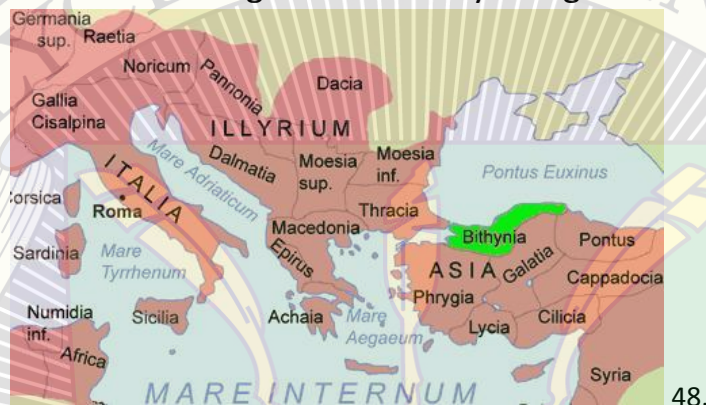 Germania
sup.
Raetia
Noricum
Pannonia
Dacia
Gallia
Cisalpina
ILLYRIUM
Mare Adriaticum
Dalmatia
Moesia
sup.
Moesia
inf.
Pontus Euxinus
ITALIA
Corsica
Roma
Thracia
Macedonia
Bithynia
Pontus
Sardinia
Mare
Tyrrhenum
Epirus
ASIA
Galatia
Cappadocia
Phrygia
Numidia
inf.
Sicilia
Achaia
Mare
Aegaeum
Lycia
Cilicia
Africa
Syria
MARE INTERNUM
48.